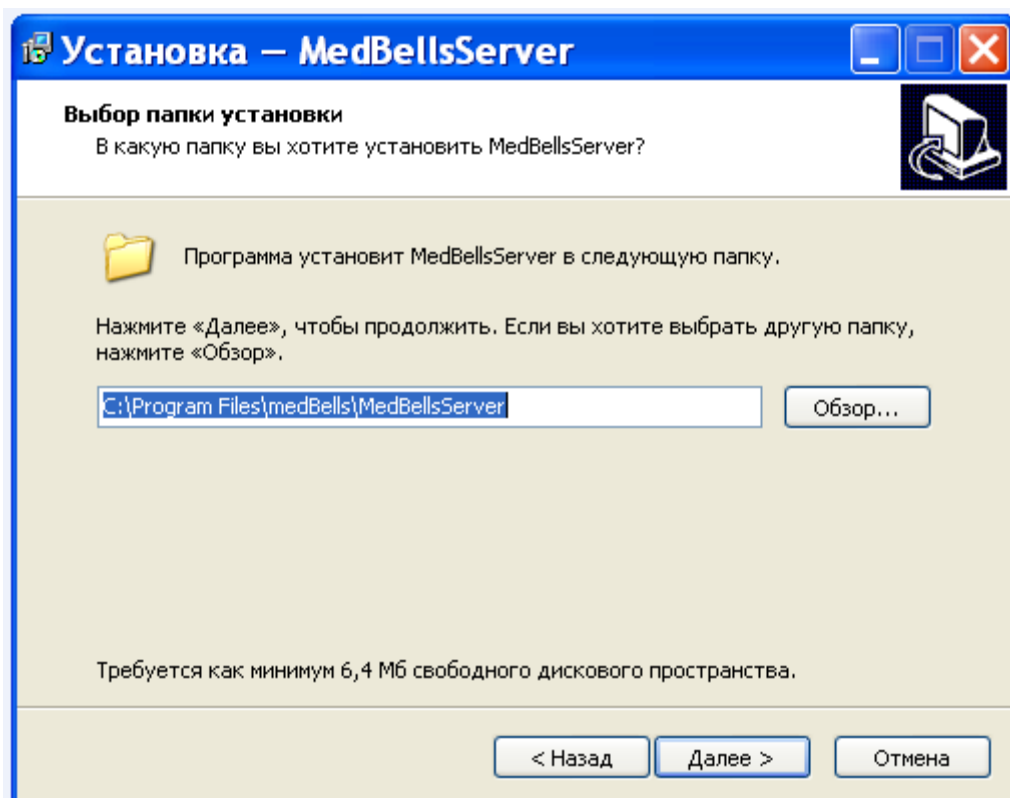 Установка — MedBellsServer
Выбор папки установки
В какую папку вы хотите установить MedBellsServer?
Программа установит MedBellsServer в следующую папку.
Нажмите «Далее», чтобы продолжить. Если вы хотите выбрать другую папку,
нажмите «Обзор».
C:\Program Files\medBells\MedBellsServer
Обзор...
Требуется как минимум 6,4 Мб свободного дискового пространства.
< Назад
Далее >
Отмена